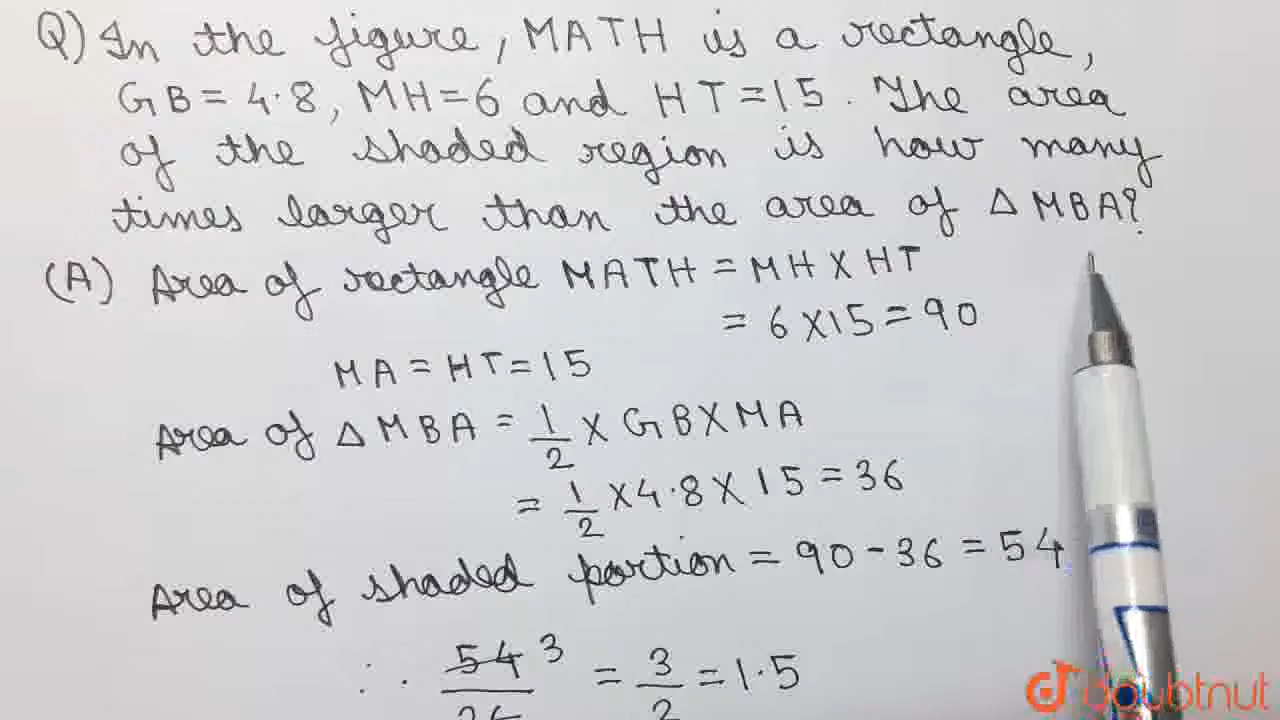 Q) In the figure, MATH is a rectangle,
GB = 4.8, MH = 6 and HT = 15. The area
of the shaded region is how many
times larger than the area of △ MBA?
(A) Area of rectangle MATH = MH X HT
= 6 X 15 = 90
MA = HT = 15
Area of △ MBA = 1/2 X GB X MA
= 1/2 X 4.8 X 15 = 36
Area of shaded portion = 90 - 36 = 54
∴ 54 3 / 36 = 3/2 = 1.5
doubtnut